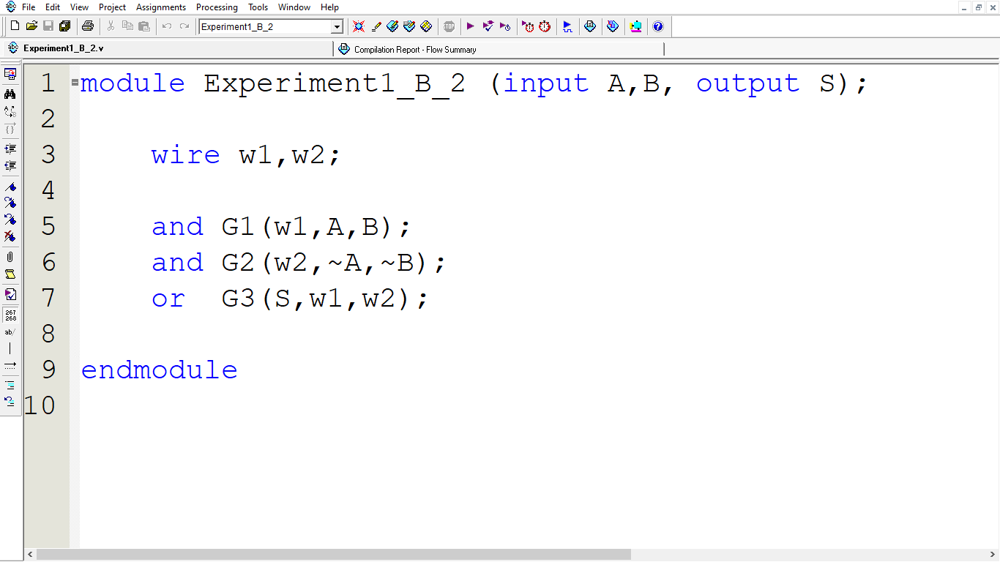 File Edit View Project Assignments Processing Tools Window Help
Experiment1_B_2
Experiment1_B_2.v
Compilation Report - Flow Summary
1 module Experiment1_B_2 (input A,B, output S);
2
3 wire w1,w2;
4
5 and G1(w1,A,B);
6 and G2(w2,~A,~B);
7 or G3(S,w1,w2);
8
9 endmodule
10
267
268
ab/